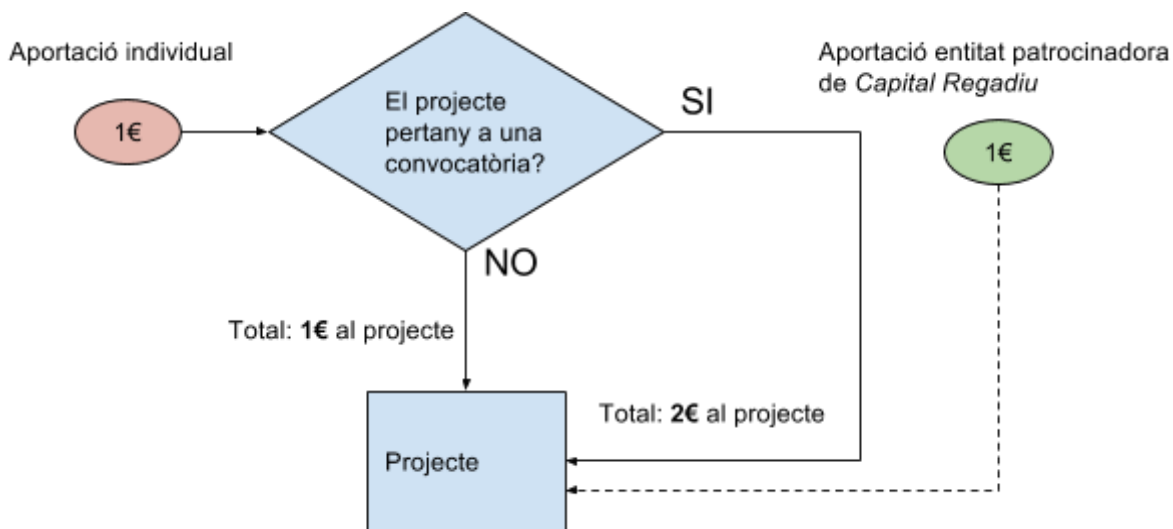 Aportació individual
1€
El projecte
pertany a una
convocatòria?
SI
NO
Aportació entitat patrocinadora
de Capital Regadiu
1€
Total: 1€ al projecte
Total: 2€ al projecte
Projecte